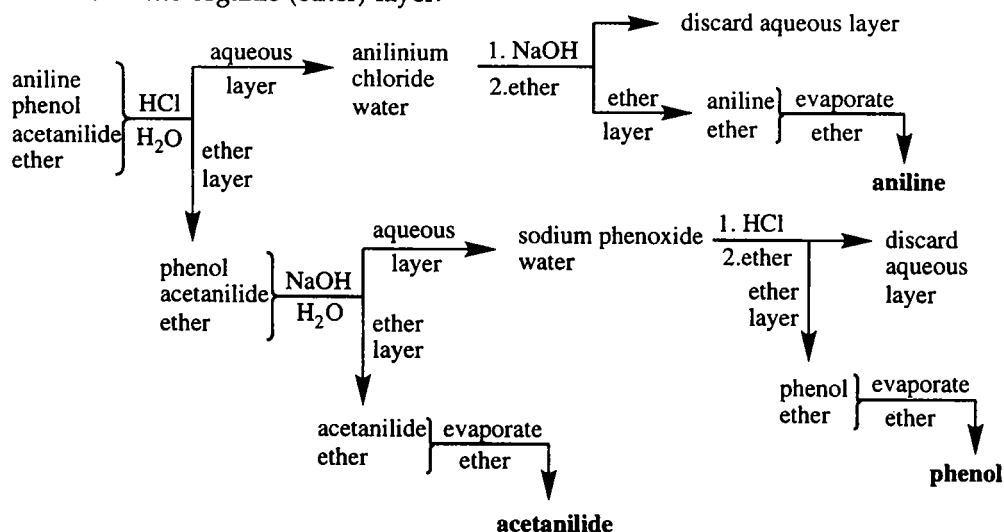 the organic (ether) layer.
aniline
phenol
acetanilide
ether
HCl
H₂O
aqueous
layer
anilinium
chloride
water
1. NaOH
2.ether
discard aqueous layer
ether
layer
aniline
ether
evaporate
ether
aniline
ether
layer
phenol
acetanilide
ether
NaOH
H₂O
aqueous
layer
sodium phenoxide
water
1. HCl
2.ether
discard
aqueous
layer
ether
layer
phenol
ether
evaporate
ether
phenol
ether
layer
acetanilide
ether
evaporate
ether
acetanilide